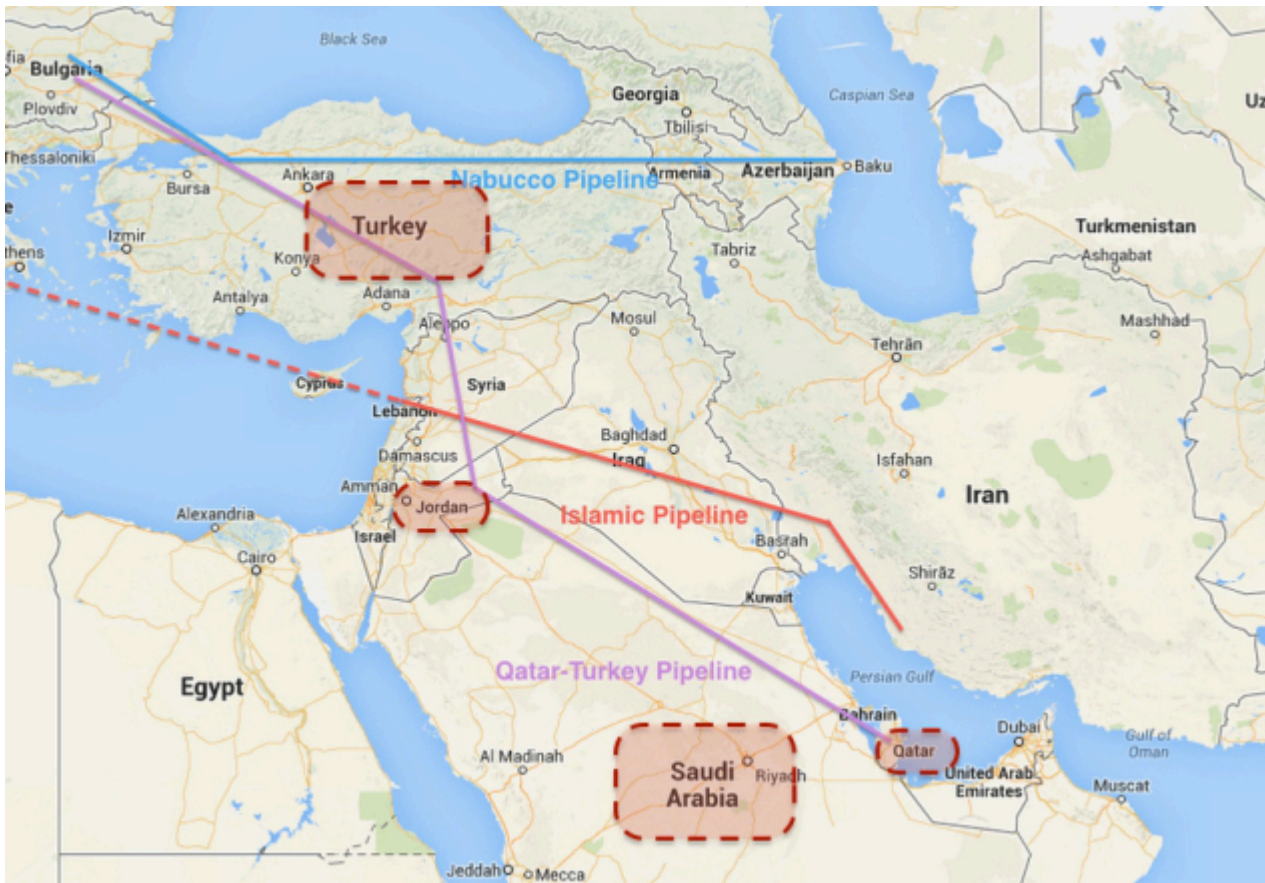 Black Sea
Bulgaria
Plovdiv
Georgia
Tbilisi
Caspian Sea
Thessaloniki
Bursa
Ankara
Nabucco Pipeline
Armenia
Azerbaijan
Baku
Turkey
Izmir
Konya
Tabriz
Turkmenistan
Ashgabat
Antalya
Adana
Aleppo
Mosul
Mashhad
Tehrān
Cyprus
Syria
Lebanon
Baghdad
Iraq
Damascus
Isfahan
Iran
Amman
Jordan
Islamic Pipeline
Alexandria
Israel
Basrah
Cairo
Kuwait
Shirāz
Qatar-Turkey Pipeline
Persian Gulf
Egypt
Bahrain
Dubai
Gulf of
Oman
Qatar
Al Madinah
Saudi
Arabia
Riyadh
United Arab
Emirates
Muscat
Jeddah
Mecca